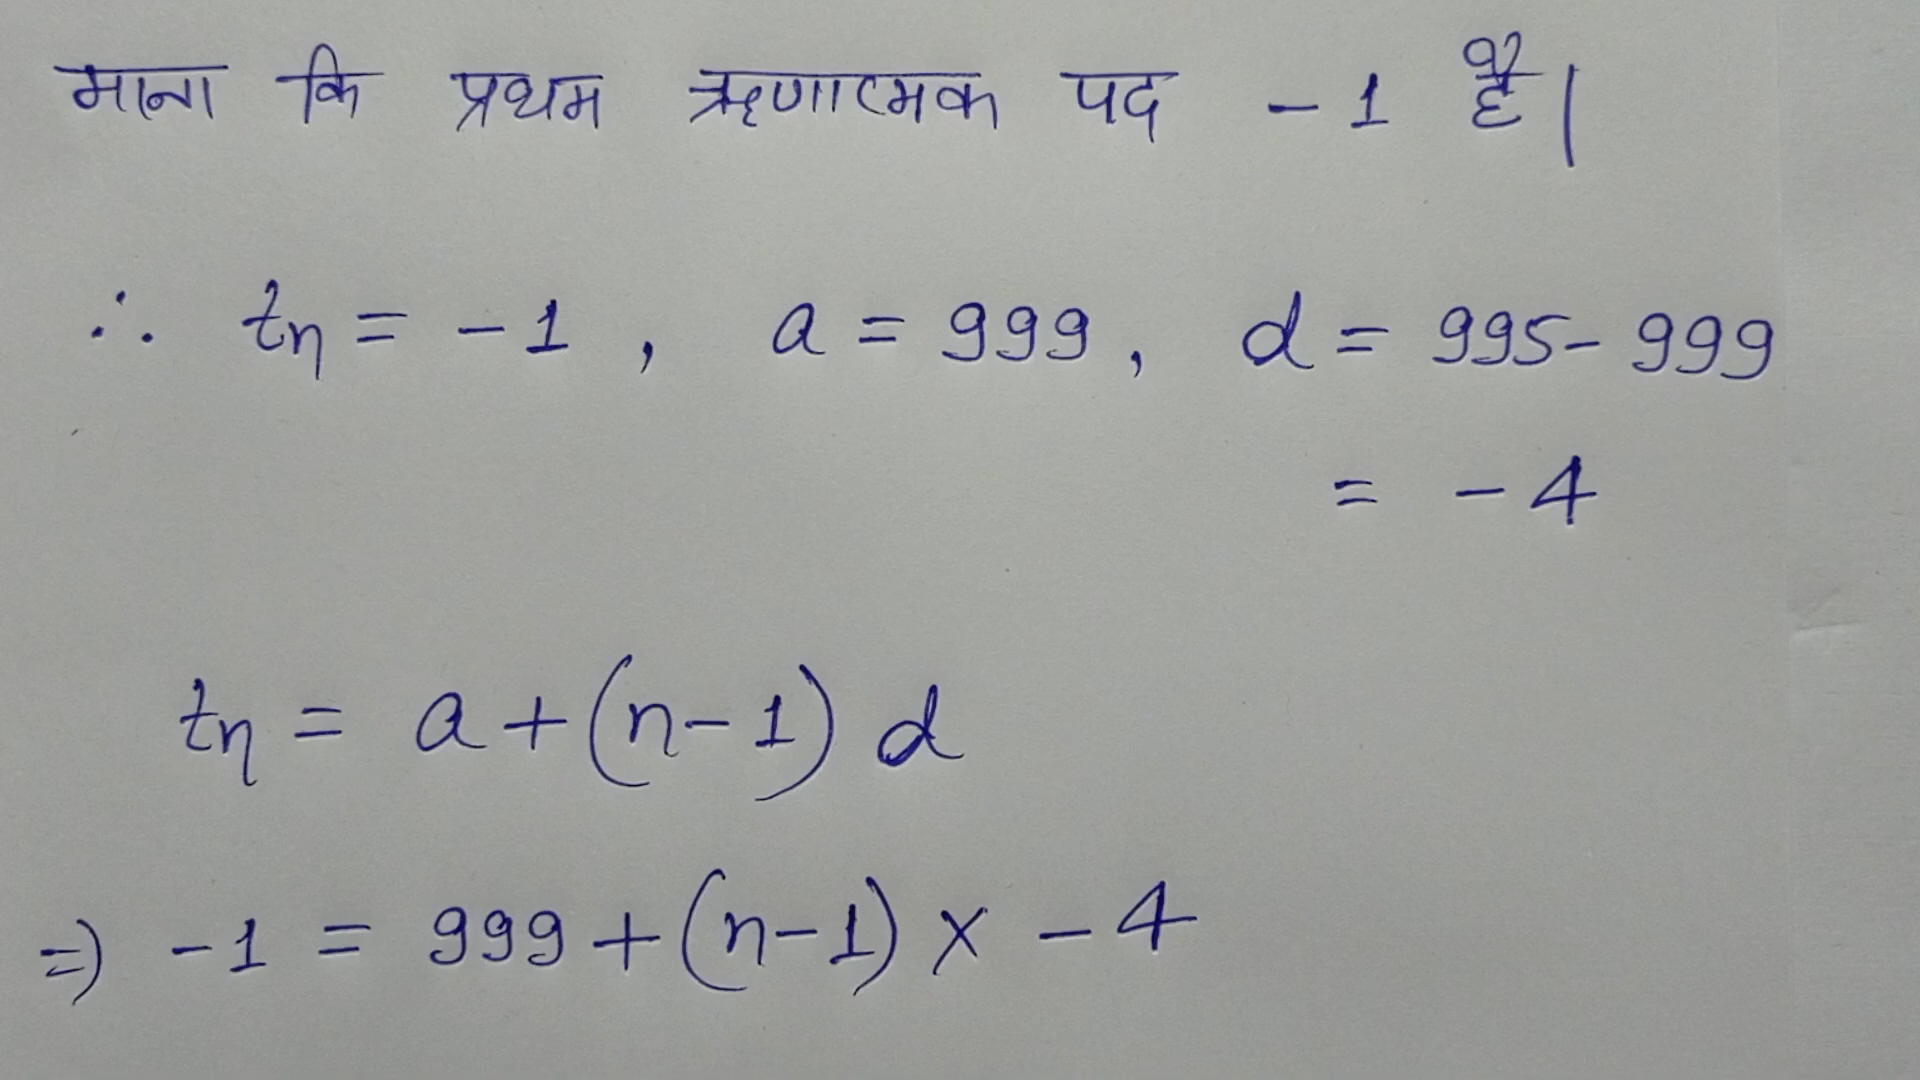 माना कि प्रथम ऋणात्मक पद - 1 है।
∴ tn = - 1 , a = 999 , d = 995 - 999
= - 4
tn = a + (n - 1) d
⇒ - 1 = 999 + (n - 1) × - 4